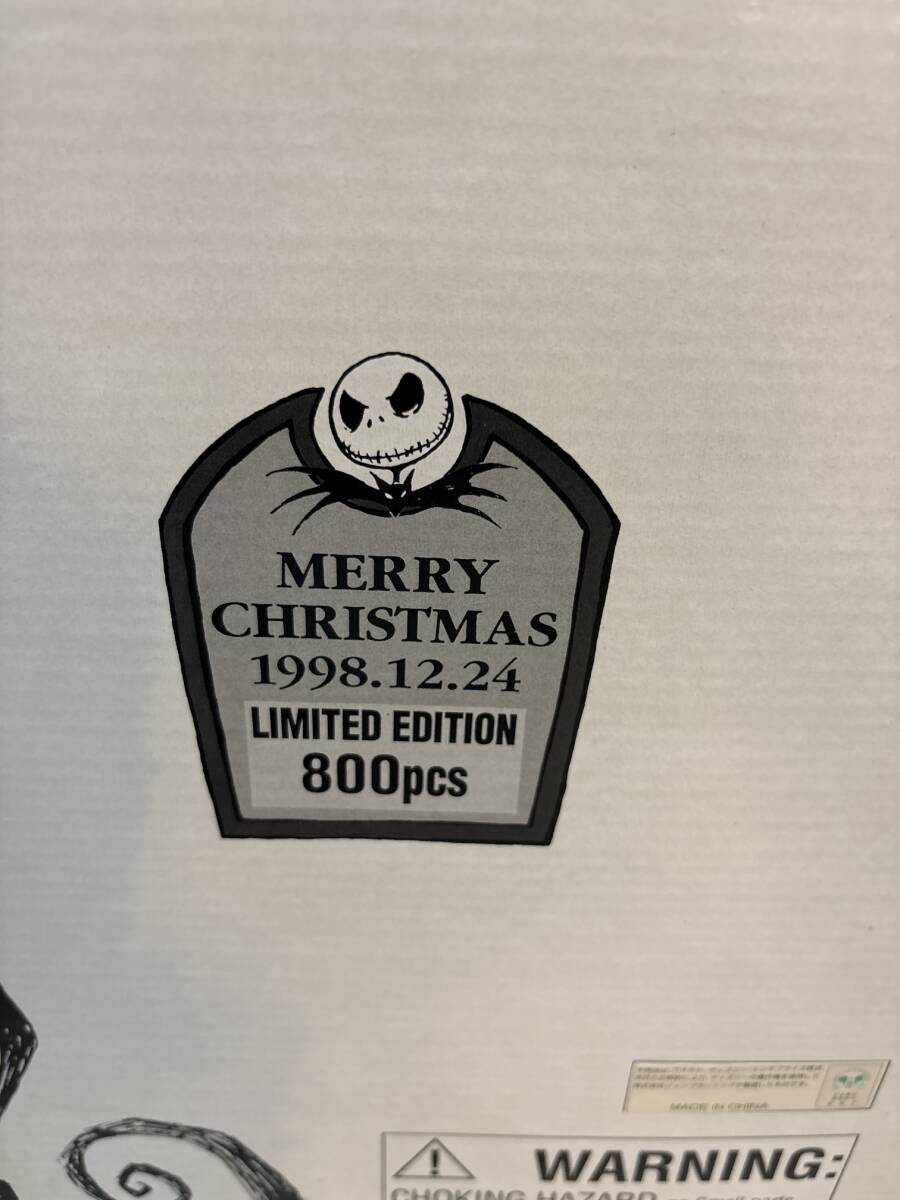 MERRY
CHRISTMAS
1998.12.24
LIMITED EDITION
800pcs
MADE IN CHINA
WARNING:
CHOKING HAZARD